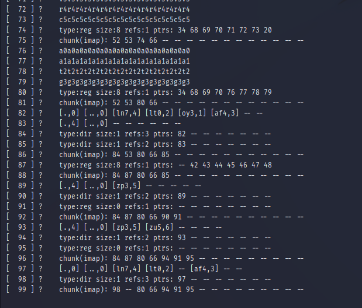 [ 72 ] ? r4r4r4r4r4r4r4r4r4r4r4r4r4r4r4r4
[ 73 ] ? c5c5c5c5c5c5c5c5c5c5c5c5c5c5c5c5
[ 74 ] ? type:reg size:8 refs:1 ptrs: 34 68 69 70 71 72 73 20
[ 75 ] ? chunk(imap): 52 53 74 66 -- -- -- -- -- -- -- -- -- -- -- --
[ 76 ] ? a0a0a0a0a0a0a0a0a0a0a0a0a0a0a0a0
[ 77 ] ? a1a1a1a1a1a1a1a1a1a1a1a1a1a1a1a1
[ 78 ] ? t2t2t2t2t2t2t2t2t2t2t2t2t2t2t2t2
[ 79 ] ? g3g3g3g3g3g3g3g3g3g3g3g3g3g3g3g3
[ 80 ] ? type:reg size:8 refs:1 ptrs: 34 68 69 70 76 77 78 79
[ 81 ] ? chunk(imap): 52 53 80 66 -- -- -- -- -- -- -- -- -- -- -- --
[ 82 ] ? [.,0] [..,0] [ln7,4] [lt0,2] [oy3,1] [af4,3] -- --
[ 83 ] ? [.,4] [..,0] -- -- -- -- -- --
[ 84 ] ? type:dir size:1 refs:3 ptrs: 82 -- -- -- -- -- -- --
[ 85 ] ? type:dir size:1 refs:2 ptrs: 83 -- -- -- -- -- -- --
[ 86 ] ? chunk(imap): 84 53 80 66 85 -- -- -- -- -- -- -- -- -- -- --
[ 87 ] ? type:reg size:8 refs:1 ptrs: -- 42 43 44 45 46 47 48
[ 88 ] ? chunk(imap): 84 87 80 66 85 -- -- -- -- -- -- -- -- -- -- --
[ 89 ] ? [.,4] [..,0] [zp3,5] -- -- -- -- --
[ 90 ] ? type:dir size:1 refs:2 ptrs: 89 -- -- -- -- -- -- --
[ 91 ] ? type:reg size:0 refs:1 ptrs: -- -- -- -- -- -- -- --
[ 92 ] ? chunk(imap): 84 87 80 66 90 91 -- -- -- -- -- -- -- -- -- --
[ 93 ] ? [.,4] [..,0] [zp3,5] [zu5,6] -- -- -- --
[ 94 ] ? type:dir size:1 refs:2 ptrs: 93 -- -- -- -- -- -- --
[ 95 ] ? type:reg size:0 refs:1 ptrs: -- -- -- -- -- -- -- --
[ 96 ] ? chunk(imap): 84 87 80 66 94 91 95 -- -- -- -- -- -- -- -- --
[ 97 ] ? [.,0] [..,0] [ln7,4] [lt0,2] -- [af4,3] -- --
[ 98 ] ? type:dir size:1 refs:3 ptrs: 97 -- -- -- -- -- -- --
[ 99 ] ? chunk(imap): 98 -- 80 66 94 91 95 -- -- -- -- -- -- -- -- --